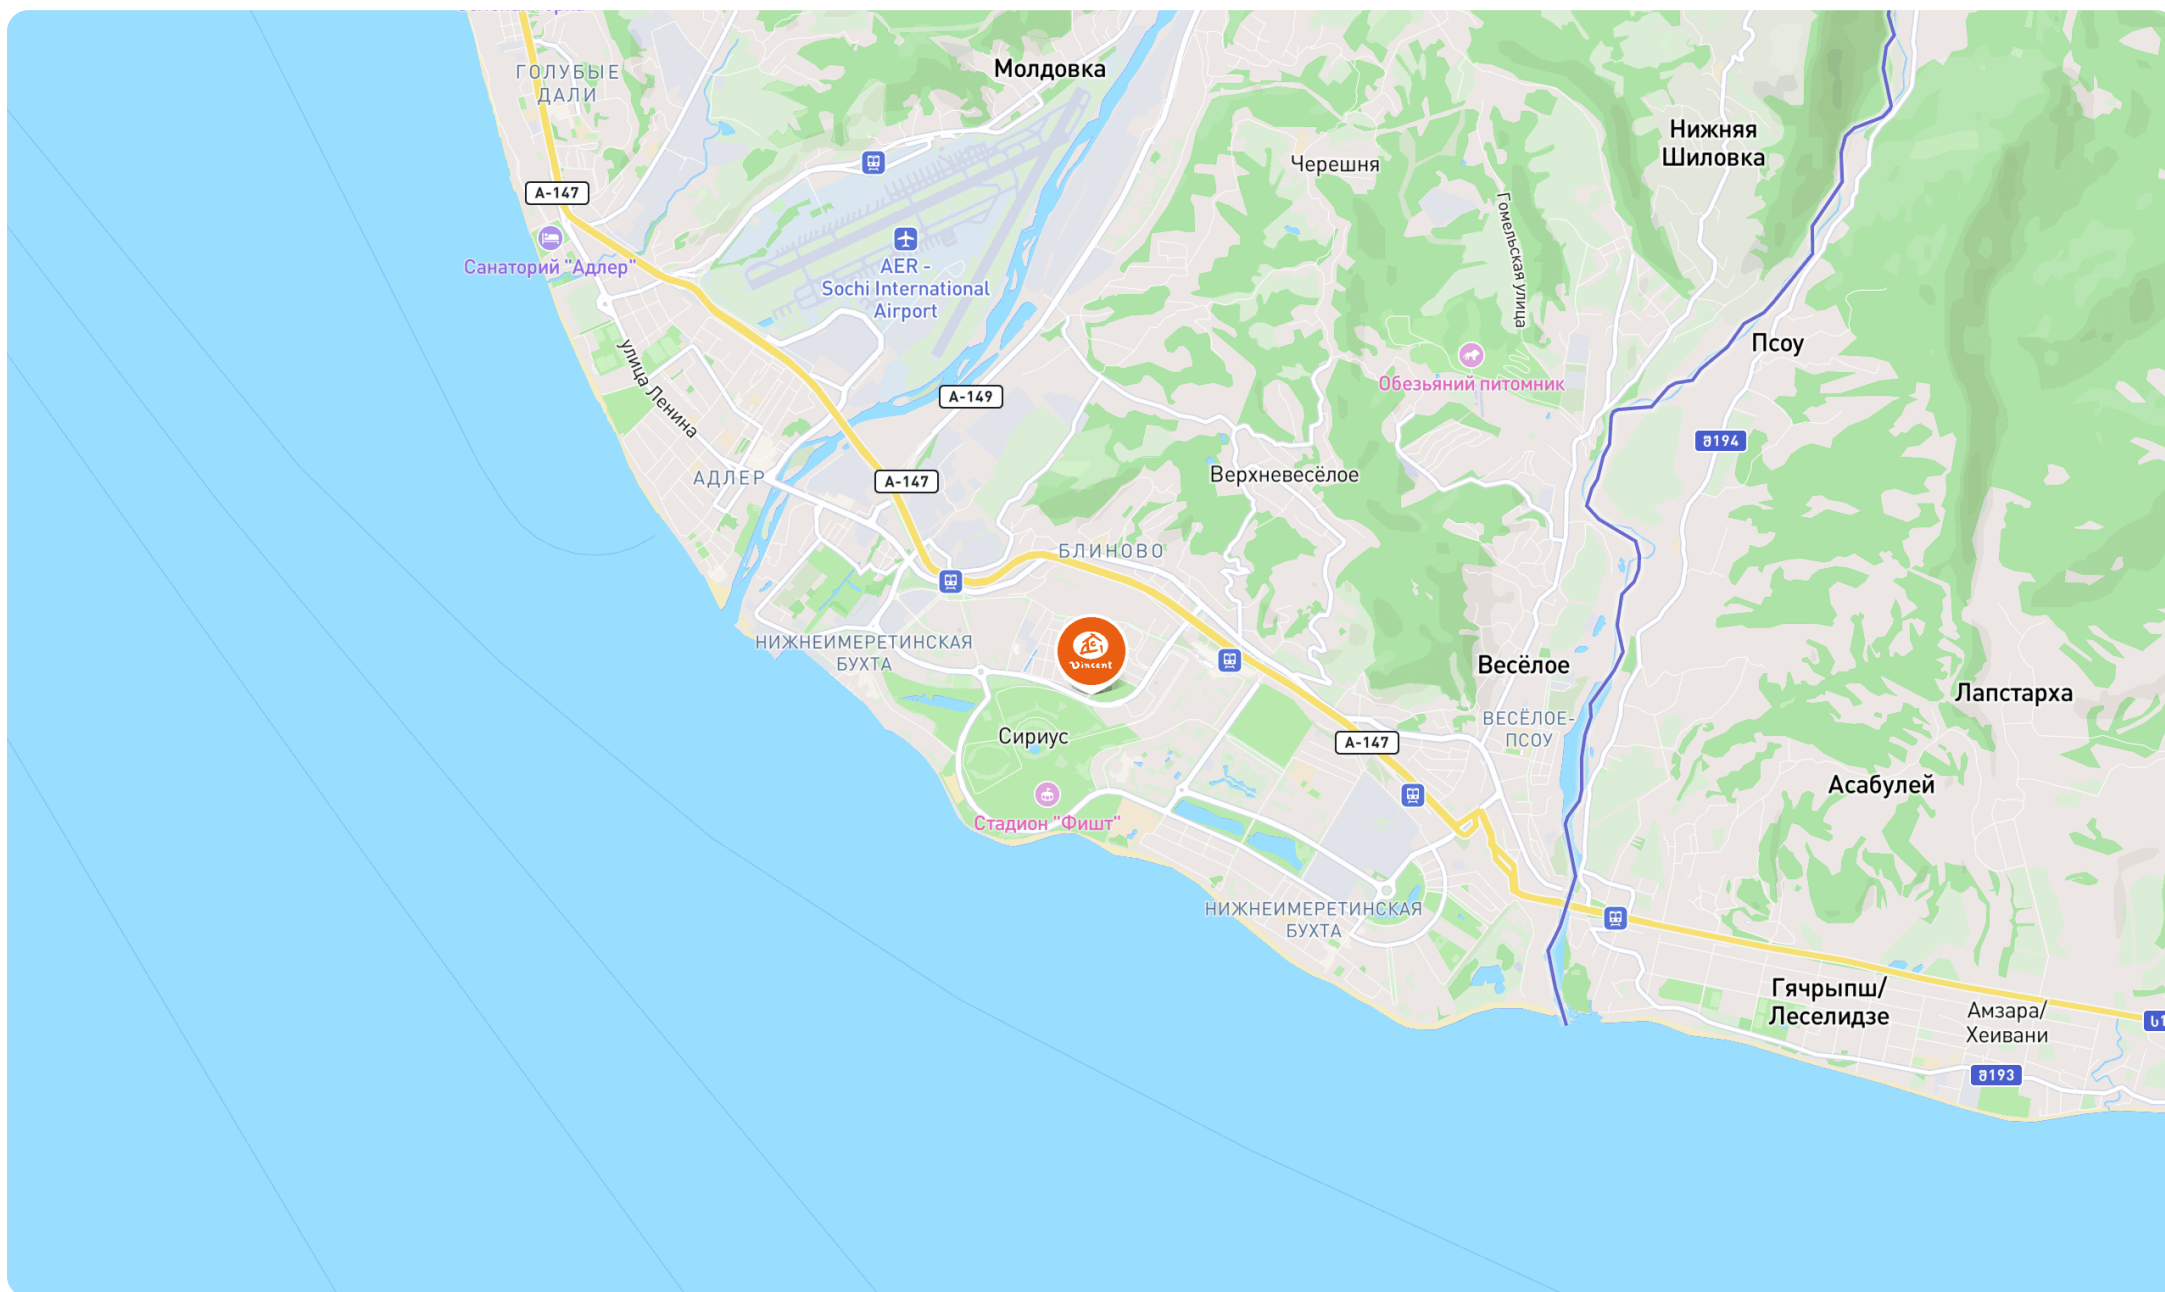 ГОЛУБЫЕ
ДАЛИ
Молдовка
Нижняя
Шиловка
Черешня
A-147
Гомельская улица
Санаторий "Адлер"
AER -
Sochi International
Airport
Псоу
улица Ленина
Обезьяний питомник
A-149
შ194
АДЛЕР
A-147
Верхневесёлое
БЛИНОВО
НИЖНЕИМЕРЕТИНСКАЯ
БУХТА
Vincent
Весёлое
Лапстарха
ВЕСЁЛОЕ-
ПСОУ
Сириус
A-147
Асабулей
Стадион "Фишт"
НИЖНЕИМЕРЕТИНСКАЯ
БУХТА
Гячрыпш/
Леселидзе
Амзара/
Хеивани
შ193